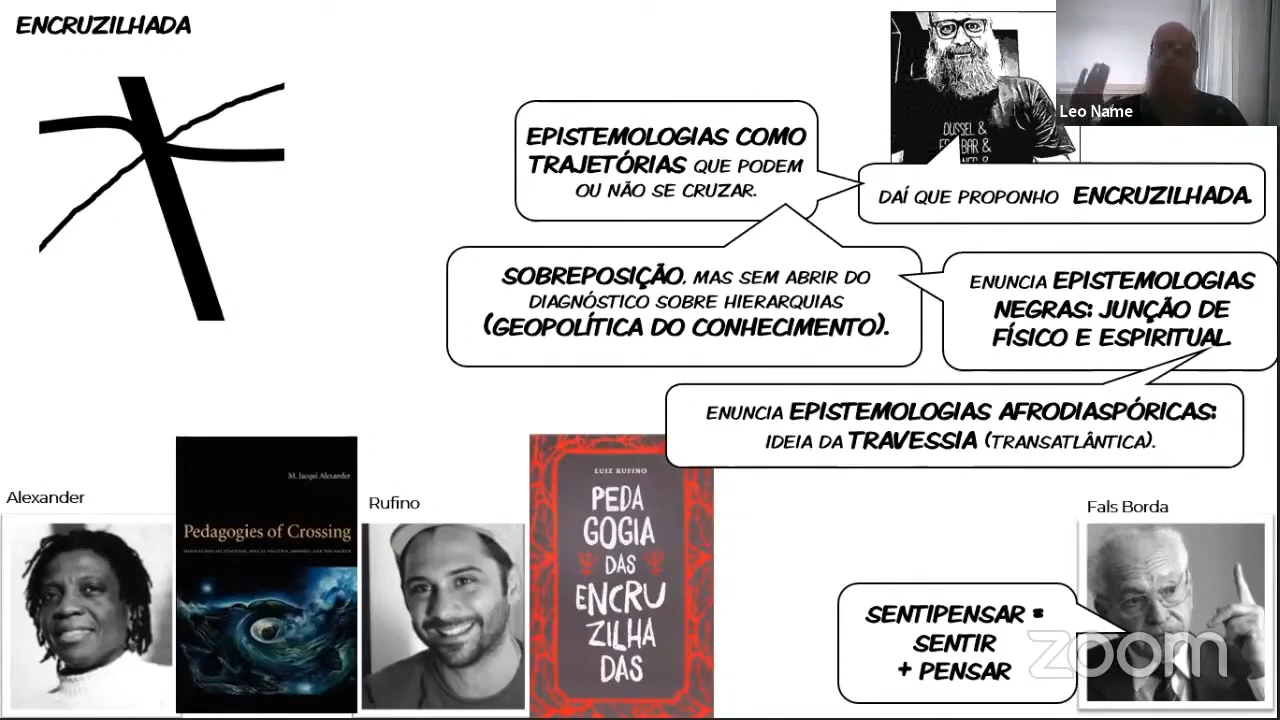 ENCRUZILHADA
Leo Name
DUSSEL &
EPISTEMOLOGIAS COMO
TRAJETÓRIAS QUE PODEM
OU NÃO SE CRUZAR.
DAÍ QUE PROPONHO ENCRUZILHADA.
SOBREPOSIÇÃO, MAS SEM ABRIR DO
DIAGNÓSTICO SOBRE HIERARQUIAS
(GEOPOLÍTICA DO CONHECIMENTO).
ENUNCIA EPISTEMOLOGIAS
NEGRAS: JUNÇÃO DE
FÍSICO E ESPIRITUAL.
ENUNCIA EPISTEMOLOGIAS AFRODIASPÓRICAS:
IDEIA DA TRAVESSIA (TRANSATLÂNTICA).
Alexander
M. Jacqui Alexander
Pedagogies of Crossing
Rufino
LUIZ RUFINO
PEDA
GOGIA
DAS
ENCRU
ZILHA
DAS
Fals Borda
SENTIPENSAR =
SENTIR
+ PENSAR
zoom